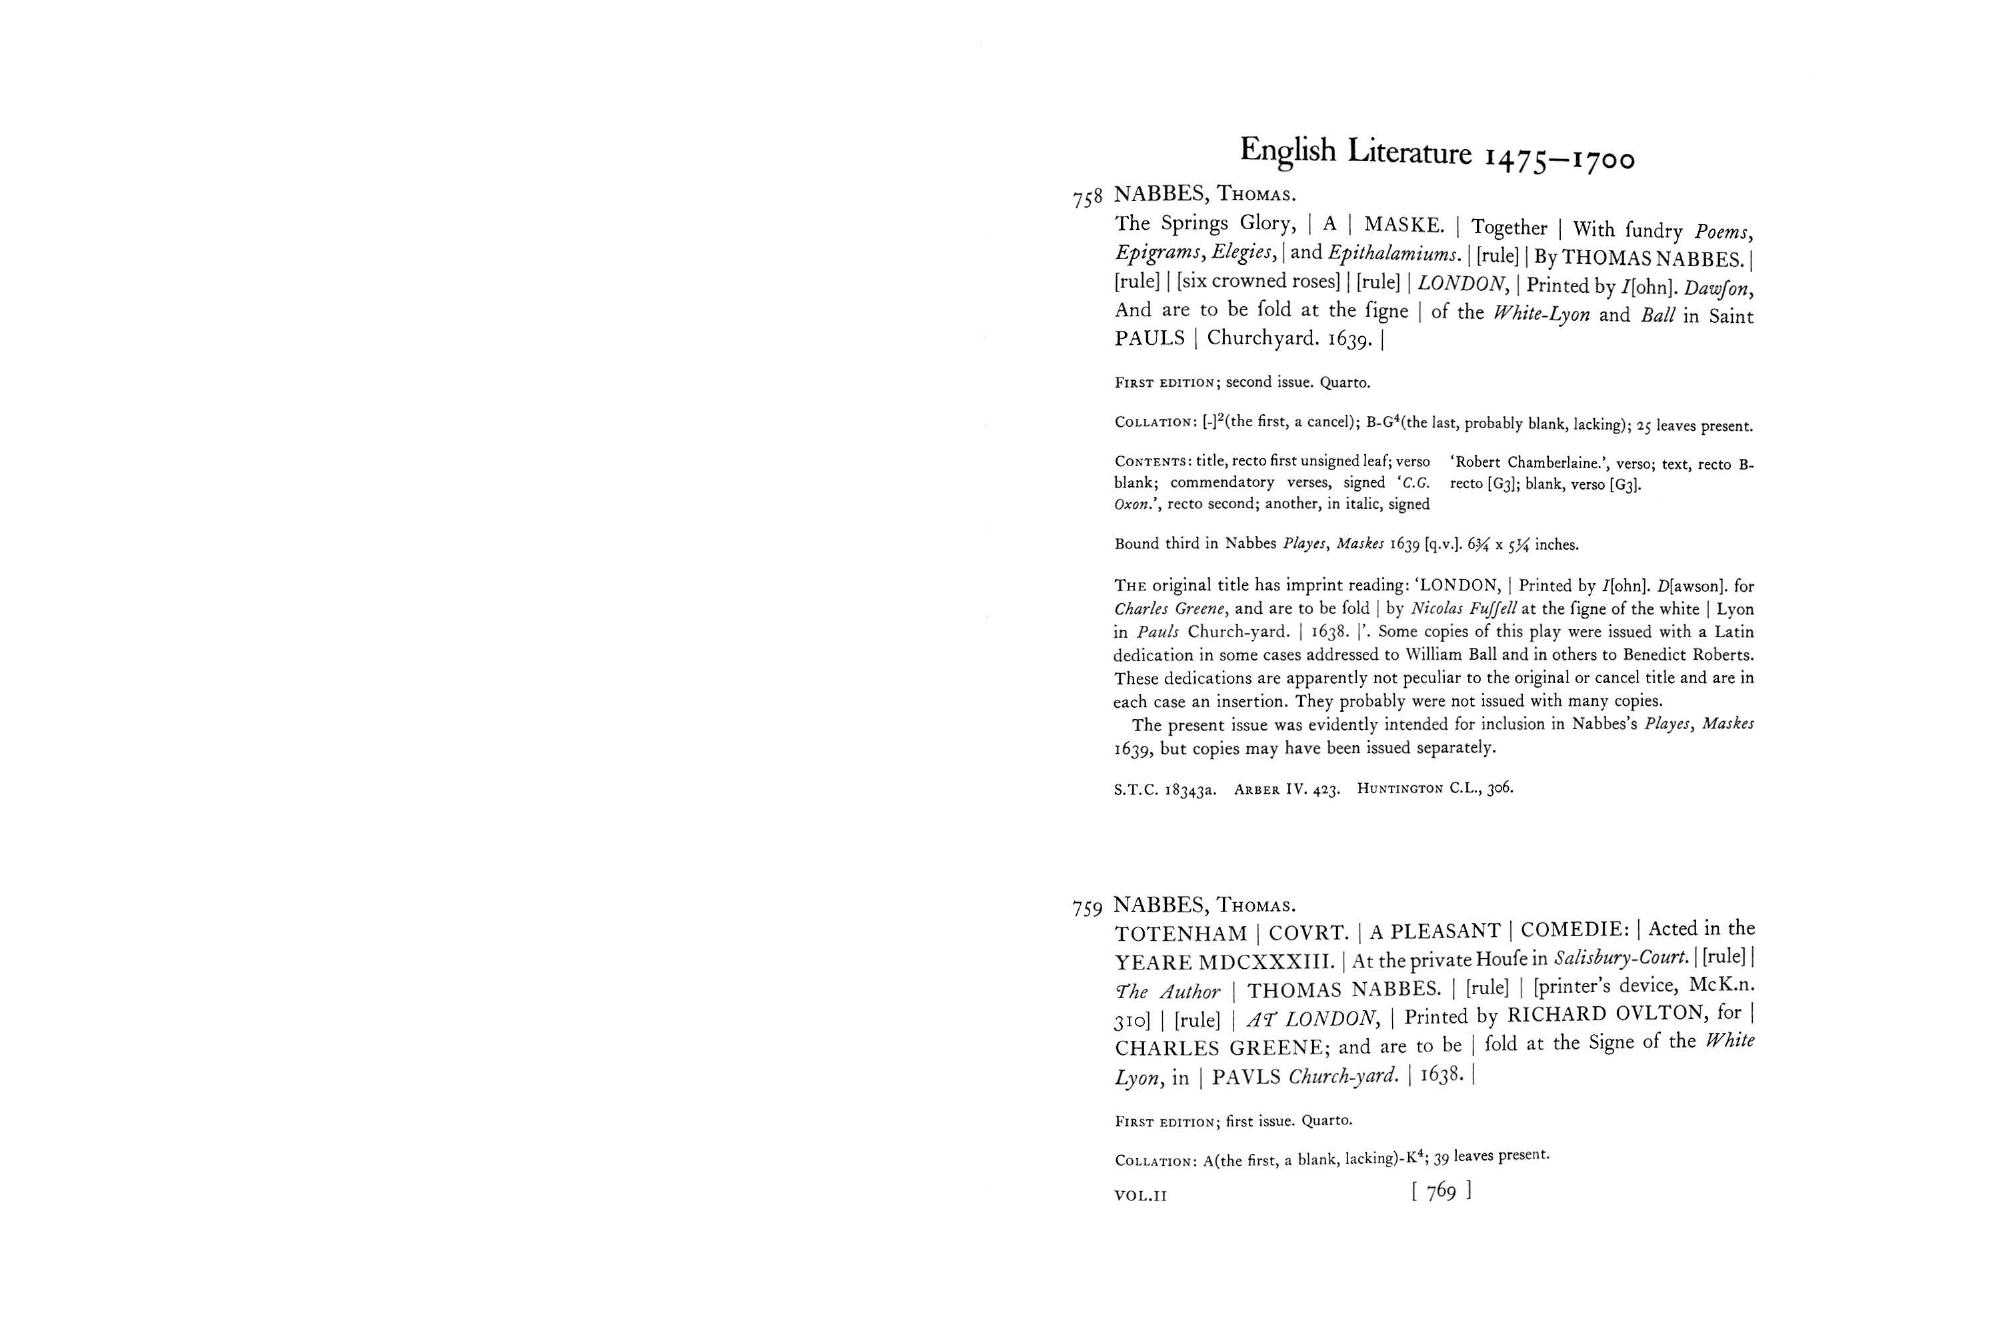 English Literature 1475–1700
758 NABBES, THOMAS.
The Springs Glory, | A | MASKE. | Together | With ſundry Poems,
Epigrams, Elegies, | and Epithalamiums. | [rule] | By THOMAS NABBES. |
[rule] | [six crowned roses] | [rule] | LONDON, | Printed by I[ohn]. Dawſon,
And are to be ſold at the ſigne | of the White-Lyon and Ball in Saint
PAULS | Churchyard. 1639. |
FIRST EDITION; second issue. Quarto.
COLLATION: [-]²(the first, a cancel); B-G⁴(the last, probably blank, lacking); 25 leaves present.
CONTENTS: title, recto first unsigned leaf; verso
blank; commendatory verses, signed ‘C.G.
Oxon.’, recto second; another, in italic, signed
‘Robert Chamberlaine.’, verso; text, recto B-
recto [G3]; blank, verso [G3].
Bound third in Nabbes Playes, Maskes 1639 [q.v.]. 6¾ x 5¼ inches.
THE original title has imprint reading: ‘LONDON, | Printed by I[ohn]. D[awson]. for
Charles Greene, and are to be ſold | by Nicolas Fuſſell at the ſigne of the white | Lyon
in Pauls Church-yard. | 1638. |’. Some copies of this play were issued with a Latin
dedication in some cases addressed to William Ball and in others to Benedict Roberts.
These dedications are apparently not peculiar to the original or cancel title and are in
each case an insertion. They probably were not issued with many copies.
The present issue was evidently intended for inclusion in Nabbes’s Playes, Maskes
1639, but copies may have been issued separately.
S.T.C. 18343a. ARBER IV. 423. HUNTINGTON C.L., 306.
759 NABBES, THOMAS.
TOTENHAM | COVRT. | A PLEASANT | COMEDIE: | Acted in the
YEARE MDCXXXIII. | At the private Houſe in Salisbury-Court. | [rule] |
The Author | THOMAS NABBES. | [rule] | [printer’s device, McK.n.
310] | [rule] | AT LONDON, | Printed by RICHARD OVLTON, for |
CHARLES GREENE; and are to be | ſold at the Signe of the White
Lyon, in | PAVLS Church-yard. | 1638. |
FIRST EDITION; first issue. Quarto.
COLLATION: A(the first, a blank, lacking)-K⁴; 39 leaves present.
VOL.II [ 769 ]